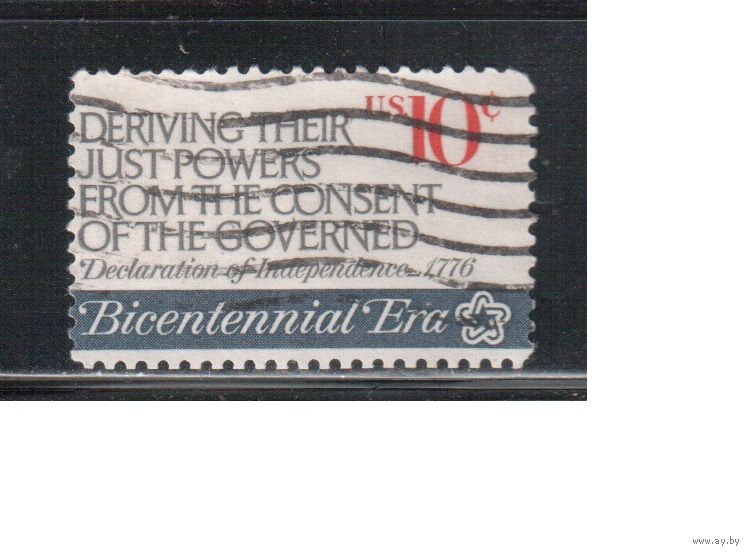 US 10¢
DERIVING THEIR
JUST POWERS
FROM THE CONSENT
OF THE GOVERNED
Declaration of Independence–1776
Bicentennial Era
www.ay.by